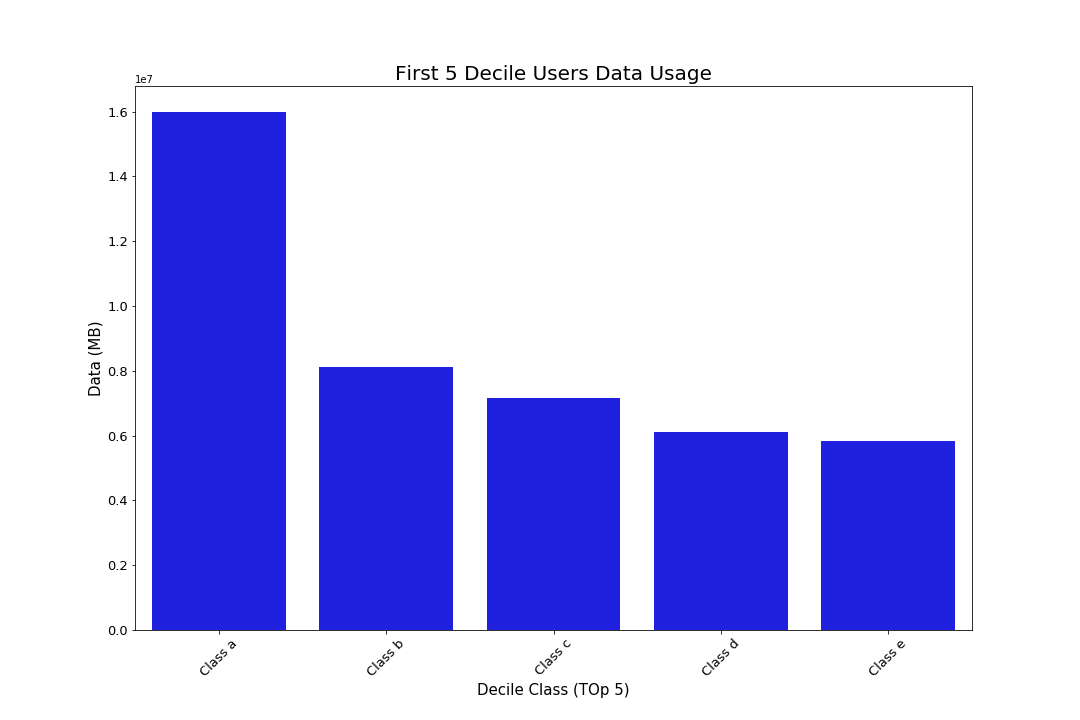 First 5 Decile Users Data Usage
1e7
1.6
1.4
1.2
1.0
0.8
0.6
0.4
0.2
0.0
Data (MB)
Class a
Class b
Class c
Class d
Class e
Decile Class (TOp 5)